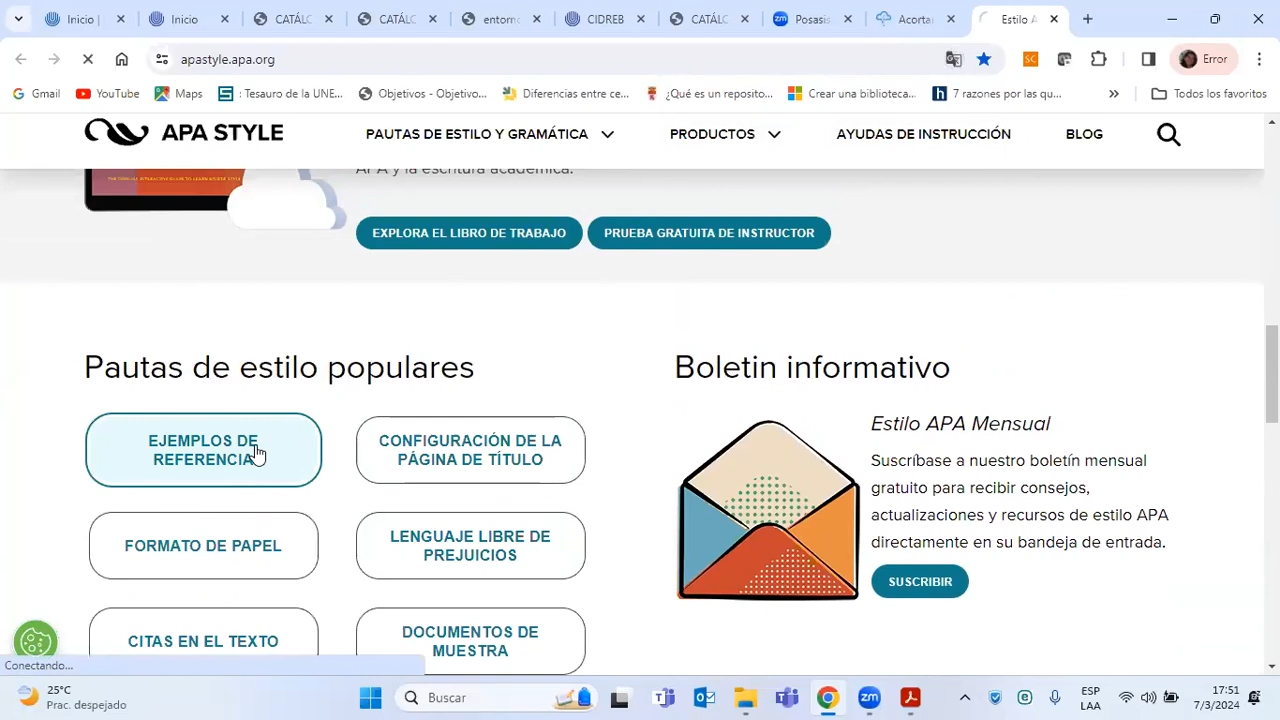 Inicio |
Inicio
CATÁLC
CATÁLC
entorno
CIDREB
CATÁLC
Posasis
Acorta
Estilo A
apastyle.apa.org
Error
Gmail
YouTube
Maps
: Tesauro de la UNE...
Objetivos - Objetivo...
Diferencias entre ce...
¿Qué es un reposito...
Crear una biblioteca...
7 razones por las qu...
»
Todos los favoritos
APA STYLE
PAUTAS DE ESTILO Y GRAMÁTICA
PRODUCTOS
AYUDAS DE INSTRUCCIÓN
BLOG
APA y la escritura académica.
EXPLORA EL LIBRO DE TRABAJO
PRUEBA GRATUITA DE INSTRUCTOR
Pautas de estilo populares
EJEMPLOS DE
REFERENCIA
CONFIGURACIÓN DE LA
PÁGINA DE TÍTULO
FORMATO DE PAPEL
LENGUAJE LIBRE DE
PREJUICIOS
CITAS EN EL TEXTO
DOCUMENTOS DE
MUESTRA
Boletin informativo
Estilo APA Mensual
Suscríbase a nuestro boletín mensual
gratuito para recibir consejos,
actualizaciones y recursos de estilo APA
directamente en su bandeja de entrada.
SUSCRIBIR
Conectando...
25°C
Prac. despejado
Buscar
ESP
LAA
17:51
7/3/2024